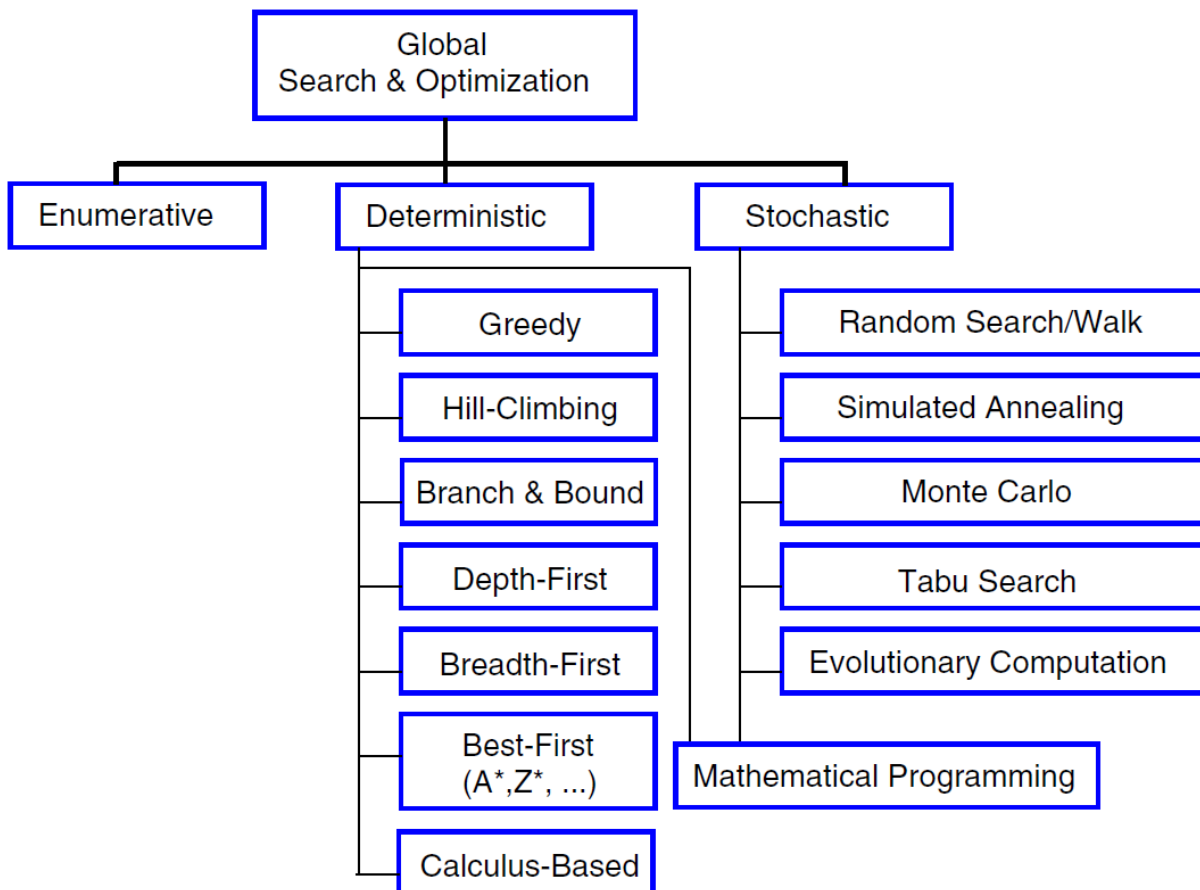 Global
Search & Optimization
Enumerative
Deterministic
Stochastic
Greedy
Hill-Climbing
Branch & Bound
Depth-First
Breadth-First
Best-First
(A*,Z*, ...)
Calculus-Based
Random Search/Walk
Simulated Annealing
Monte Carlo
Tabu Search
Evolutionary Computation
Mathematical Programming